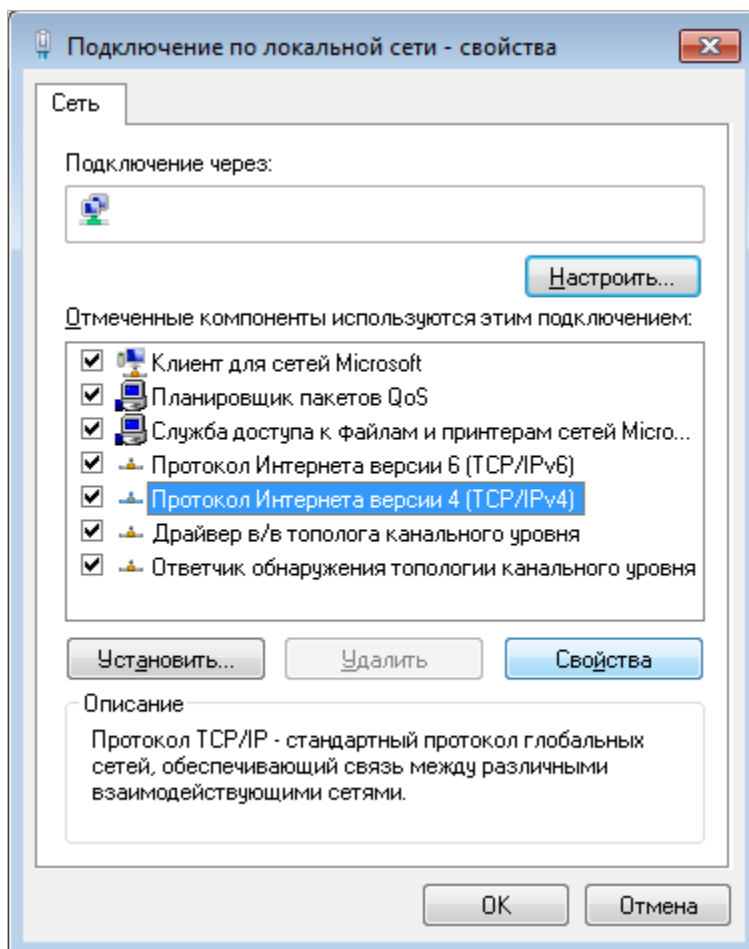 Подключение по локальной сети - свойства
Сеть
Подключение через:
Настроить...
Отмеченные компоненты используются этим подключением:
Клиент для сетей Microsoft
Планировщик пакетов QoS
Служба доступа к файлам и принтерам сетей Micro...
Протокол Интернета версии 6 (TCP/IPv6)
Протокол Интернета версии 4 (TCP/IPv4)
Драйвер в/в тополога канального уровня
Ответчик обнаружения топологии канального уровня
Установить...
Удалить
Свойства
Описание
Протокол TCP/IP - стандартный протокол глобальных
сетей, обеспечивающий связь между различными
взаимодействующими сетями.
OK
Отмена